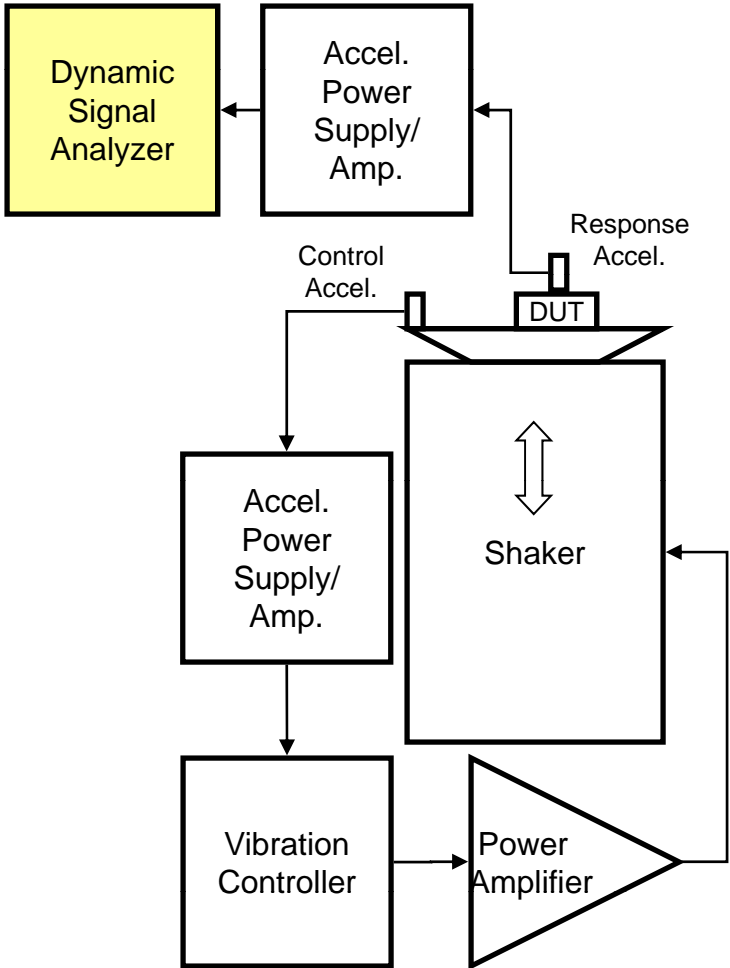 Dynamic
Signal
Analyzer
Accel.
Power
Supply/
Amp.
Response
Accel.
Control
Accel.
DUT
Accel.
Power
Supply/
Amp.
Shaker
Vibration
Controller
Power
Amplifier